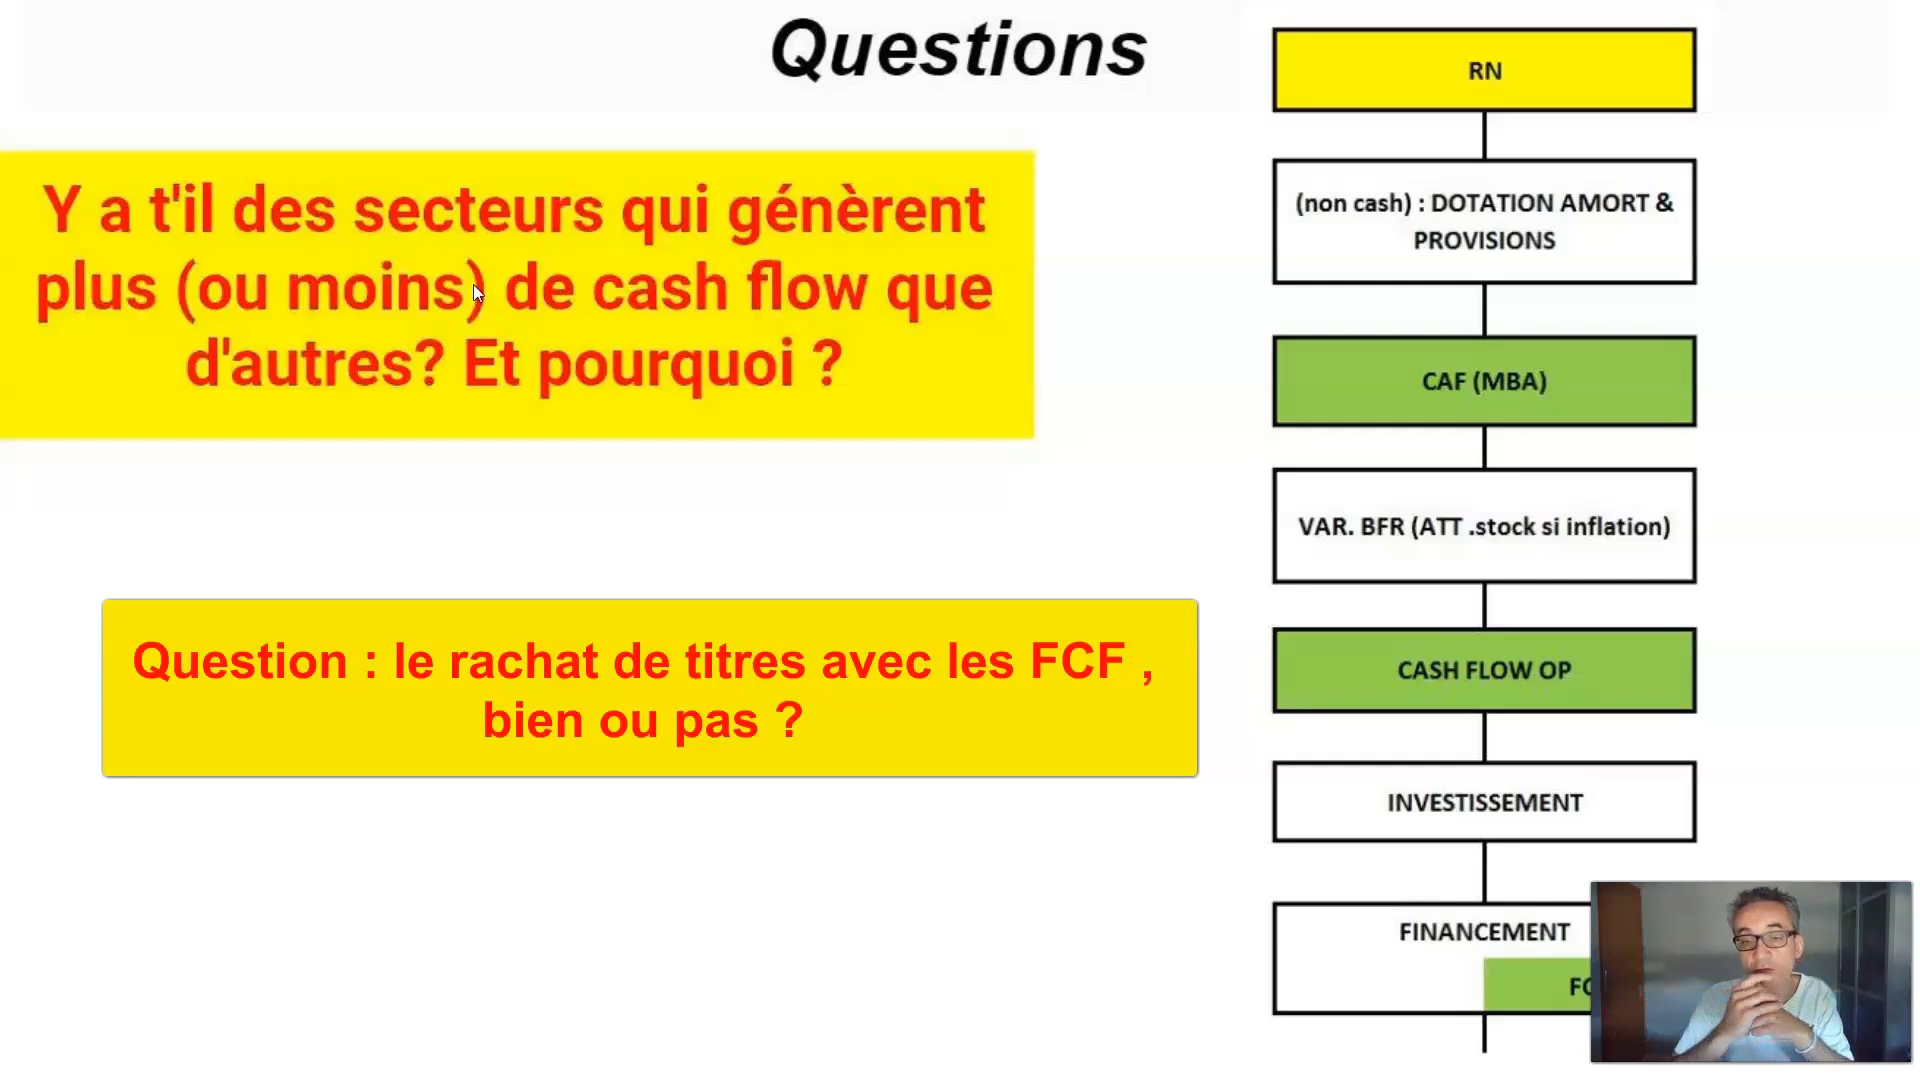 Questions
Y a t'il des secteurs qui génèrent
plus (ou moins) de cash flow que
d'autres? Et pourquoi ?
Question : le rachat de titres avec les FCF ,
bien ou pas ?
RN
(non cash) : DOTATION AMORT &
PROVISIONS
CAF (MBA)
VAR. BFR (ATT .stock si inflation)
CASH FLOW OP
INVESTISSEMENT
FINANCEMENT